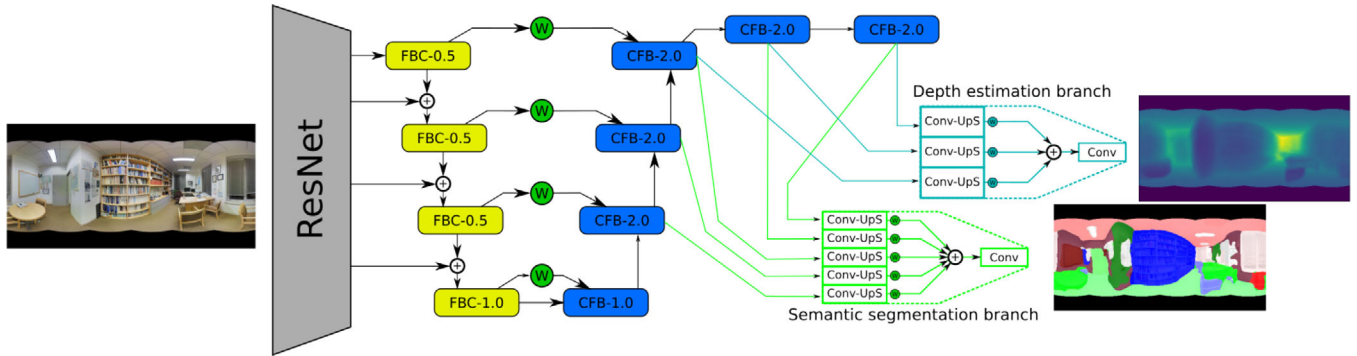 ResNet
FBC-0.5
W
CFB-2.0
CFB-2.0
CFB-2.0
FBC-0.5
W
CFB-2.0
FBC-0.5
W
CFB-2.0
FBC-1.0
W
CFB-1.0
Depth estimation branch
Conv-UpS
W
Conv-UpS
W
Conv
Conv-UpS
W
Conv-UpS
W
Conv-UpS
W
Conv-UpS
W
Conv
Conv-UpS
W
Conv-UpS
W
Semantic segmentation branch